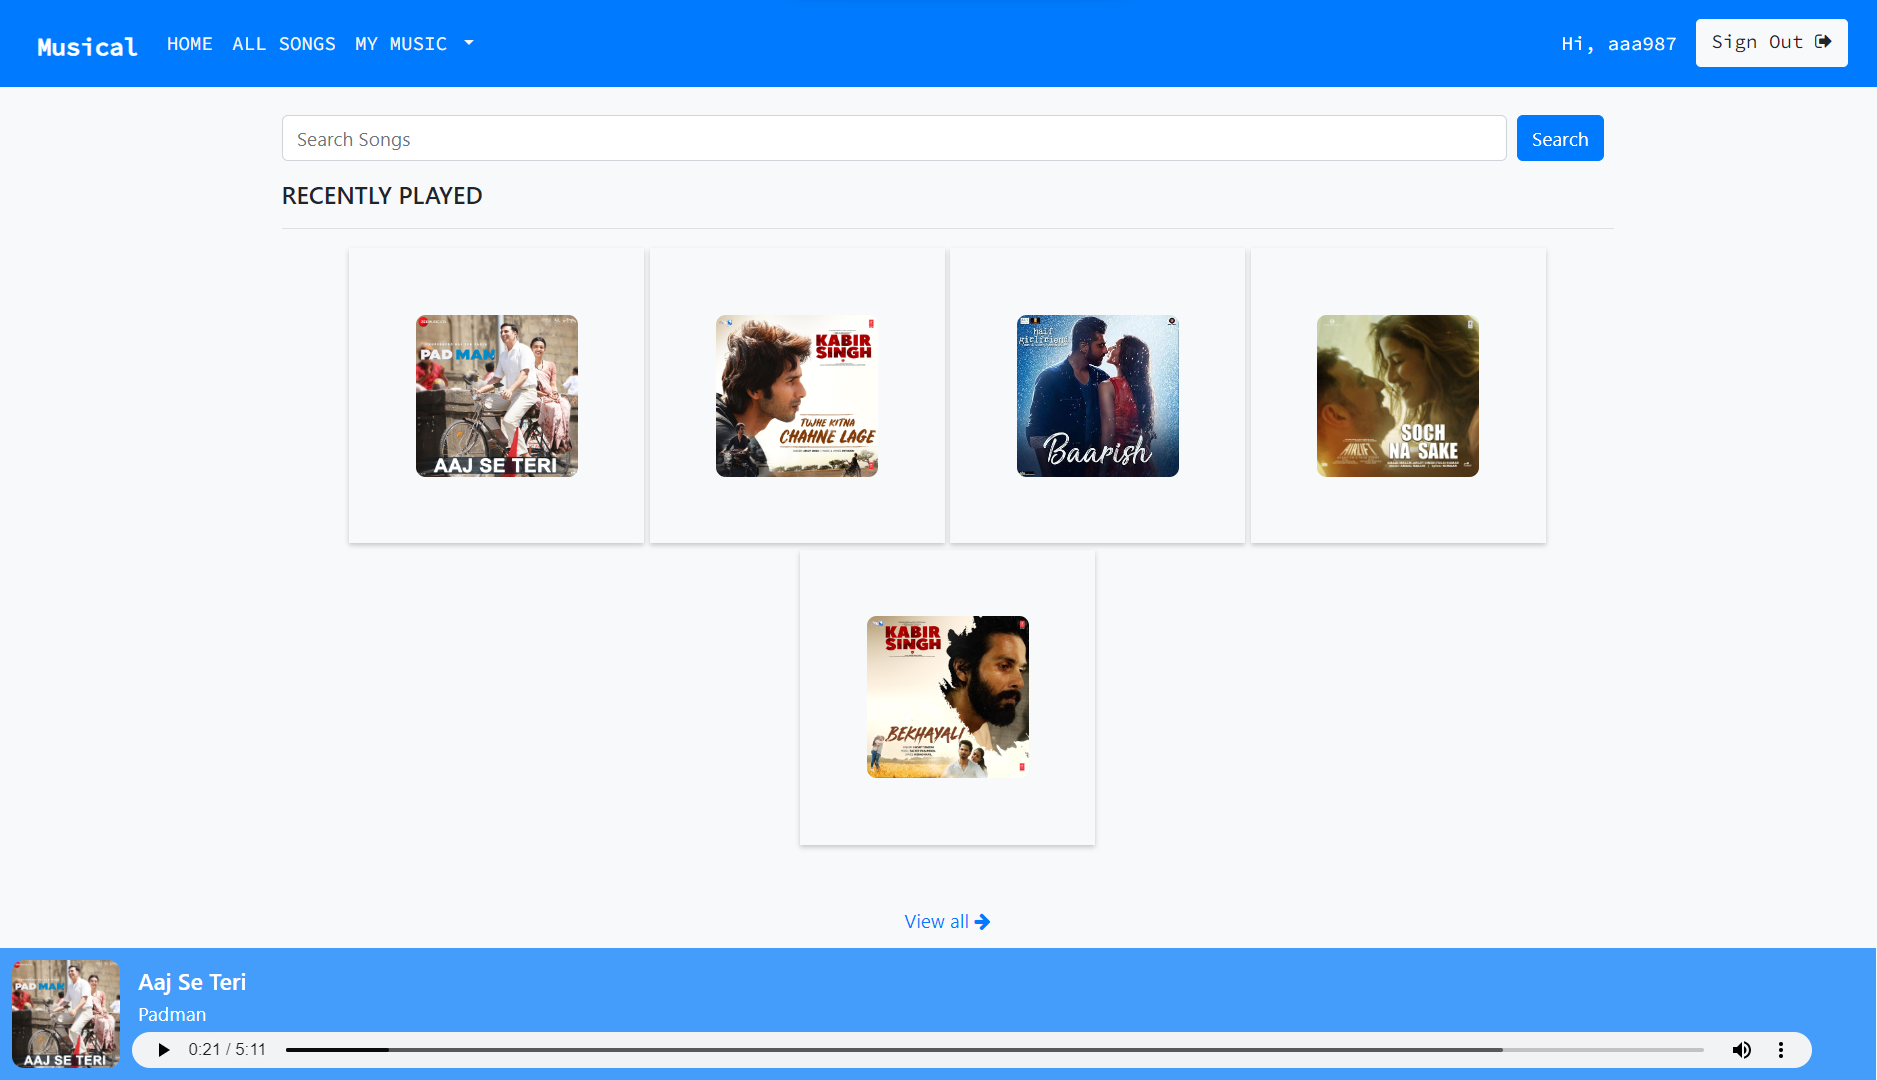 Musical HOME ALL SONGS MY MUSIC
Hi, aaa987 Sign Out
Search Songs Search
RECENTLY PLAYED
PADMAN
AAJ SE TERI
KABIR
SINGH
TUJHE KITNA
CHAHNE LAGE
half
girlfriend
Baarish
AIRLIFT
SOCH
NA SAKE
KABIR
SINGH
BEKHAYALI
View all
PADMAN
AAJ SE TERI
Aaj Se Teri
Padman
0:21 / 5:11